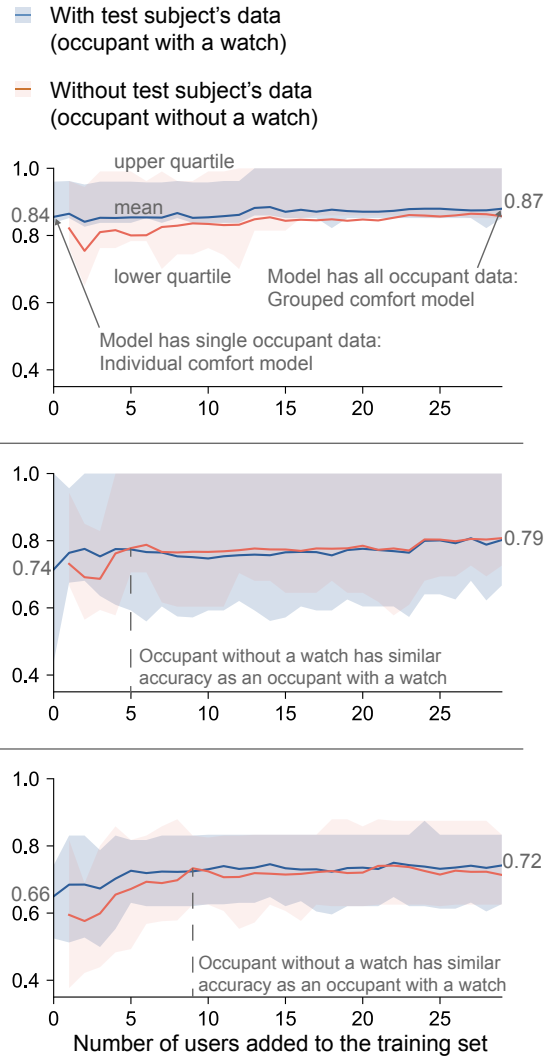 With test subject's data
(occupant with a watch)
Without test subject's data
(occupant without a watch)
1.0
upper quartile
0.84
mean
0.87
0.8
lower quartile
Model has all occupant data:
Grouped comfort model
0.6
Model has single occupant data:
Individual comfort model
0.4
0 5 10 15 20 25
1.0
0.8
0.79
0.74
0.6
Occupant without a watch has similar
accuracy as an occupant with a watch
0.4
0 5 10 15 20 25
1.0
0.8
0.72
0.66
0.6
Occupant without a watch has similar
accuracy as an occupant with a watch
0.4
0 5 10 15 20 25
Number of users added to the training set